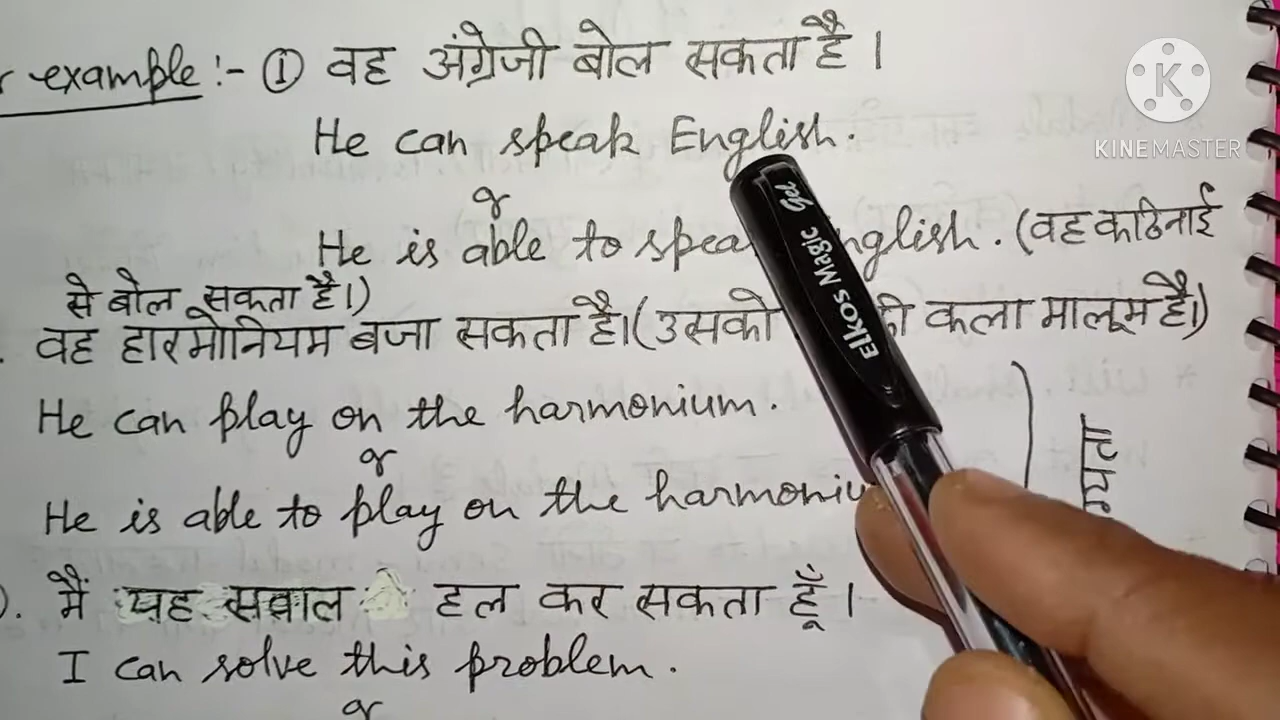 example :- ① वह अंग्रेजी बोल सकता है ।
He can speak English.
or
He is able to speak English. (वह कठिनाई
से बोल सकता है।)
वह हारमोनियम बजा सकता है। (उसको कला मालूम है।)
He can play on the harmonium.
or
He is able to play on the harmonium
मैं यह सवाल हल कर सकता हूँ ।
I can solve this problem.
or
K
KINEMASTER
Elkos Magic Gel